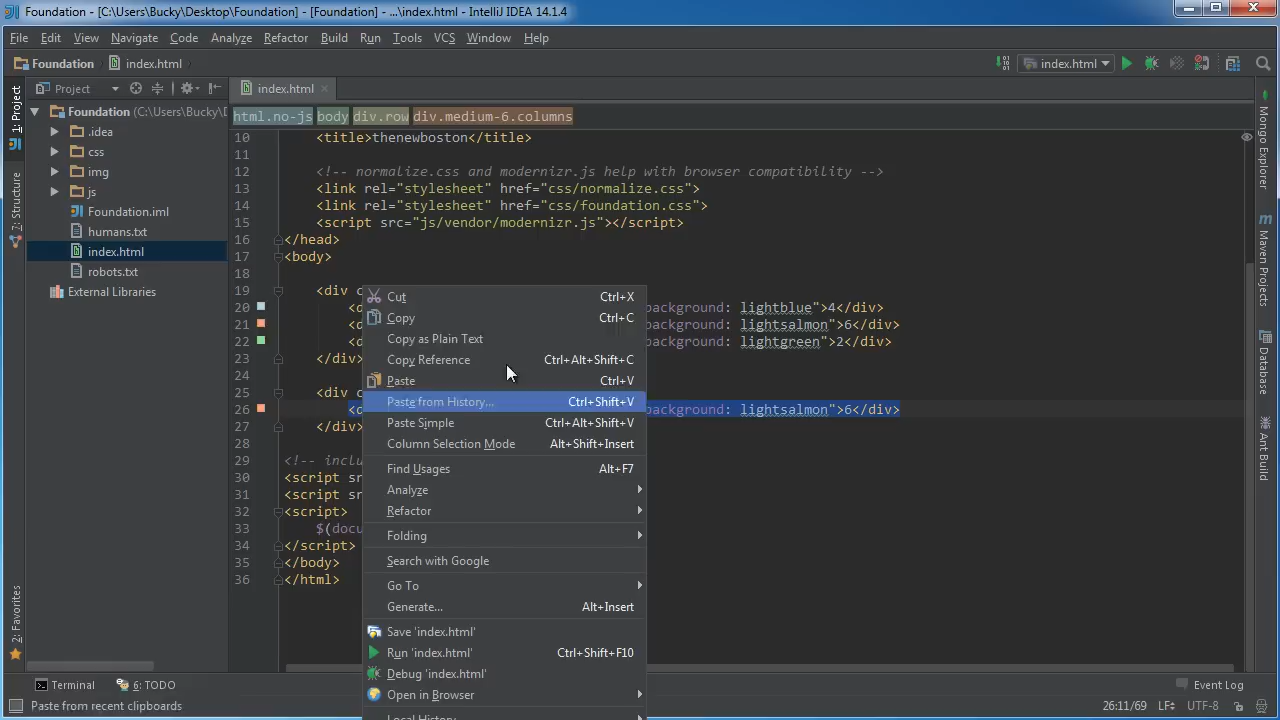 Foundation - [C:\Users\Bucky\Desktop\Foundation] - [Foundation] - ...\index.html - IntelliJ IDEA 14.1.4
File Edit View Navigate Code Analyze Refactor Build Run Tools VCS Window Help
Foundation index.html
index.html
Project
index.html
html.no-js body div.row div.medium-6.columns
1: Project
7: Structure
2: Favorites
Foundation (C:\Users\Bucky\D
.idea
css
img
js
Foundation.iml
humans.txt
index.html
robots.txt
External Libraries
10 <title>thenewboston</title>
11
12 <!-- normalize.css and modernizr.js help with browser compatibility -->
13 <link rel="stylesheet" href="css/normalize.css">
14 <link rel="stylesheet" href="css/foundation.css">
15 <script src="js/vendor/modernizr.js"></script>
16 </head>
17 <body>
18
19 <div c
20 <d background: lightblue">4</div>
21 <d background: lightsalmon">6</div>
22 <d background: lightgreen">2</div>
23 </div>
24
25 <div c
26 <d background: lightsalmon">6</div>
27 </div>
28
29 <!-- inclu
30 <script sr
31 <script sr
32 <script>
33 $(docu
34 </script>
35 </body>
36 </html>
Cut Ctrl+X
Copy Ctrl+C
Copy as Plain Text
Copy Reference Ctrl+Alt+Shift+C
Paste Ctrl+V
Paste from History... Ctrl+Shift+V
Paste Simple Ctrl+Alt+Shift+V
Column Selection Mode Alt+Shift+Insert
Find Usages Alt+F7
Analyze
Refactor
Folding
Search with Google
Go To
Generate... Alt+Insert
Save 'index.html'
Run 'index.html' Ctrl+Shift+F10
Debug 'index.html'
Open in Browser
Local History
Mongo Explorer
Maven Projects
Database
Ant Build
Terminal 6: TODO Event Log
Paste from recent clipboards 26:11/69 LF UTF-8